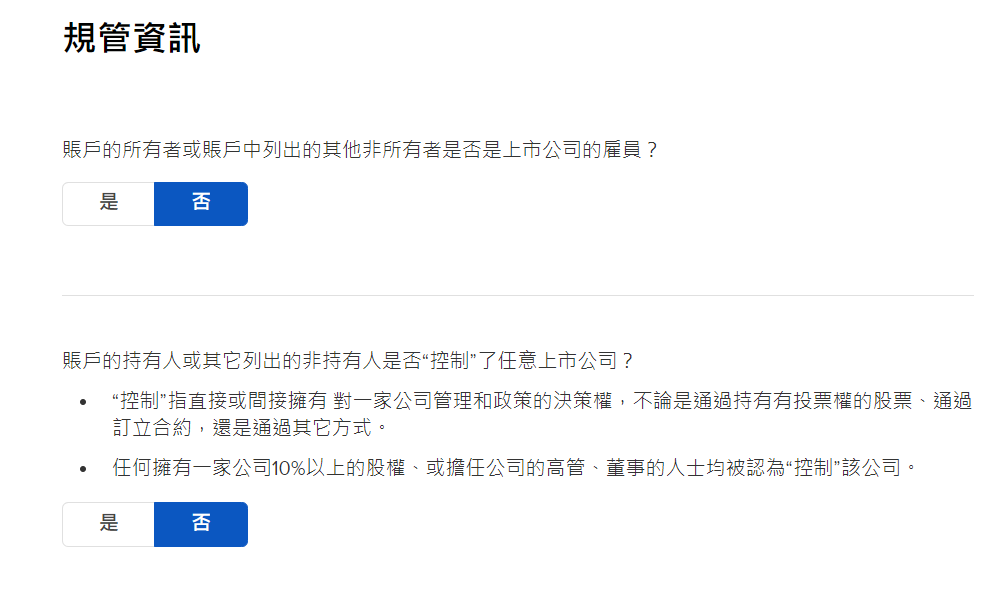 規管資訊
賬戶的所有者或賬戶中列出的其他非所有者是否是上市公司的雇員？
是 否
賬戶的持有人或其它列出的非持有人是否“控制”了任意上市公司？
• “控制”指直接或間接擁有 對一家公司管理和政策的決策權，不論是通過持有有投票權的股票、通過
訂立合約，還是通過其它方式。
• 任何擁有一家公司10%以上的股權、或擔任公司的高管、董事的人士均被認為“控制”該公司。
是 否